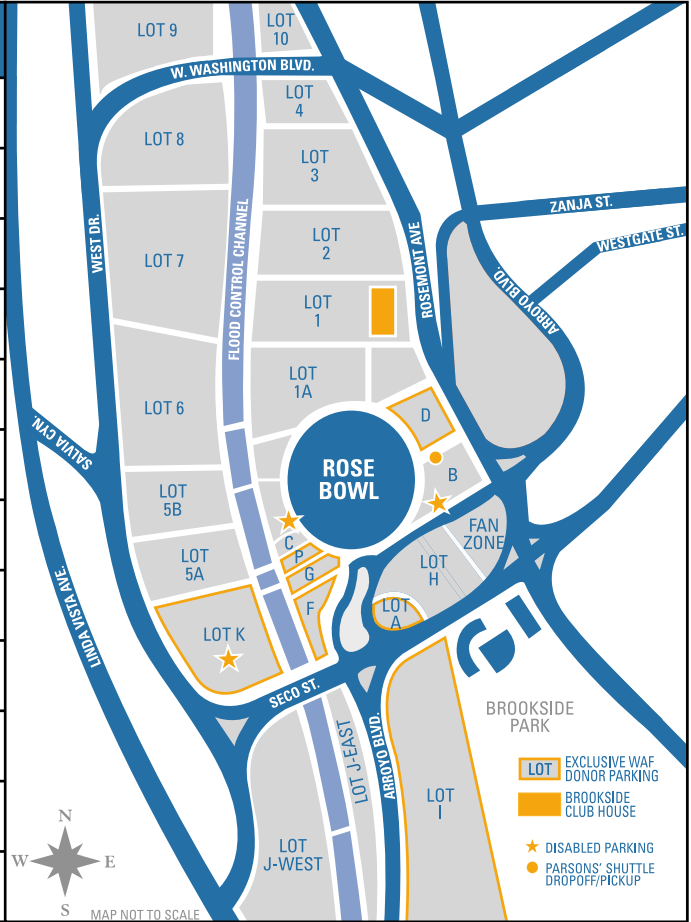 LOT 9
LOT
10
W. WASHINGTON BLVD.
LOT
4
LOT 8
LOT
3
ZANJA ST.
WESTGATE ST.
WEST DR.
FLOOD CONTROL CHANNEL
LOT
2
ROSEMONT AVE
ARROYO BLVD.
LOT 7
LOT
1
LOT
1A
LOT 6
D
SALVIA CYN.
ROSE
BOWL
B
LOT
5B
FAN
ZONE
C
P
G
LOT
H
LOT
5A
F
LOT
A
LINDA VISTA AVE.
LOT K
SECO ST.
BROOKSIDE
PARK
LOT J-EAST
ARROYO BLVD.
LOT
I
LOT
J-WEST
LOT
EXCLUSIVE WAF
DONOR PARKING
BROOKSIDE
CLUB HOUSE
DISABLED PARKING
PARSONS' SHUTTLE
DROPOFF/PICKUP
N
W
E
S
MAP NOT TO SCALE